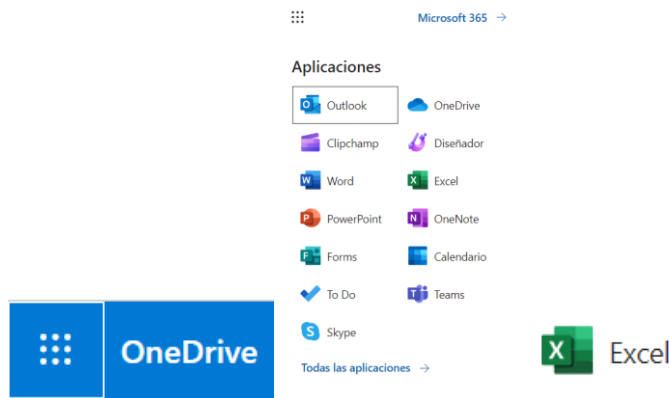 Microsoft 365
Aplicaciones
Outlook OneDrive
Clipchamp Diseñador
Word Excel
PowerPoint OneNote
Forms Calendario
To Do Teams
Skype
Todas las aplicaciones
OneDrive
Excel